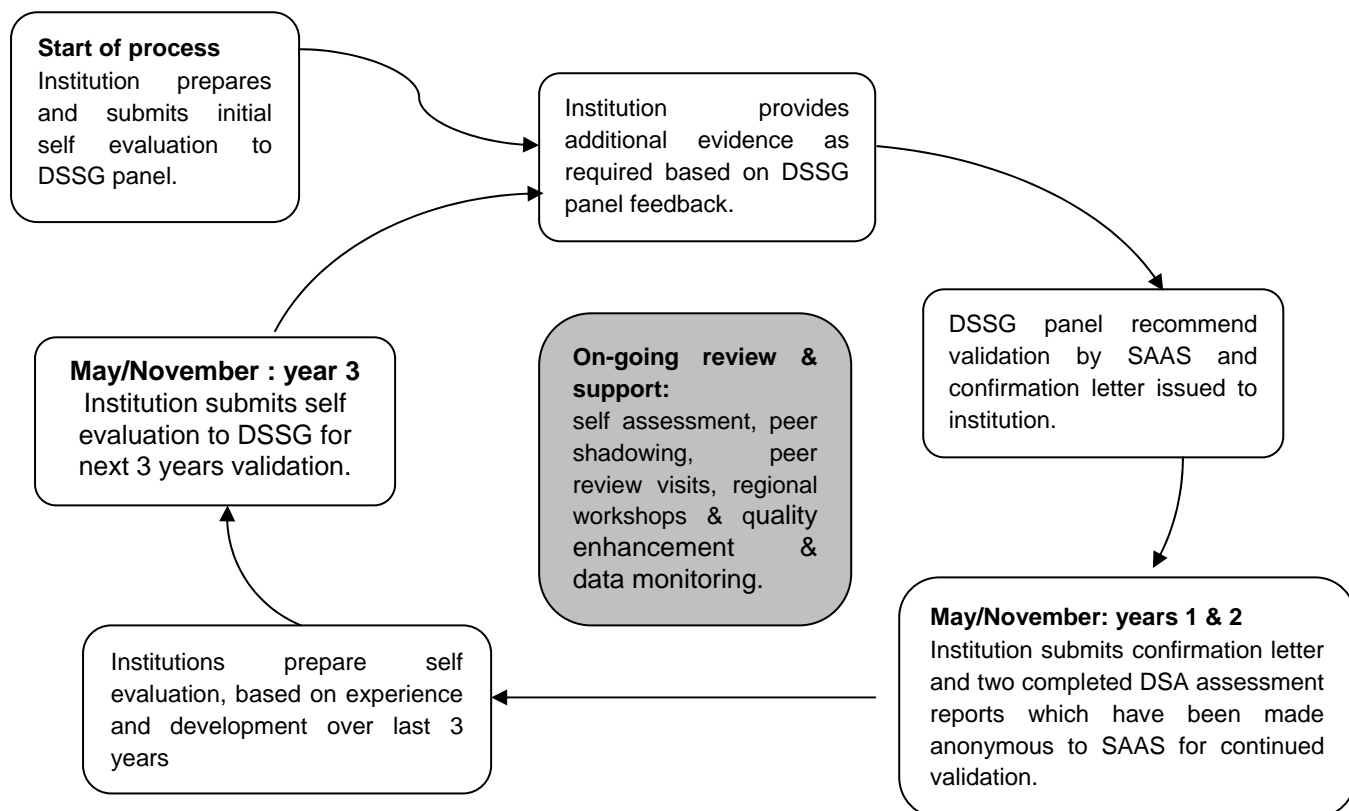 Start of process
Institution prepares
and submits initial
self evaluation to
DSSG panel.
Institution provides
additional evidence as
required based on DSSG
panel feedback.
DSSG panel recommend
validation by SAAS and
confirmation letter issued to
institution.
May/November: years 1 & 2
Institution submits confirmation letter
and two completed DSA assessment
reports which have been made
anonymous to SAAS for continued
validation.
Institutions prepare self
evaluation, based on experience
and development over last 3
years
May/November : year 3
Institution submits self
evaluation to DSSG for
next 3 years validation.
On-going review &
support:
self assessment, peer
shadowing, peer
review visits, regional
workshops & quality
enhancement &
data monitoring.